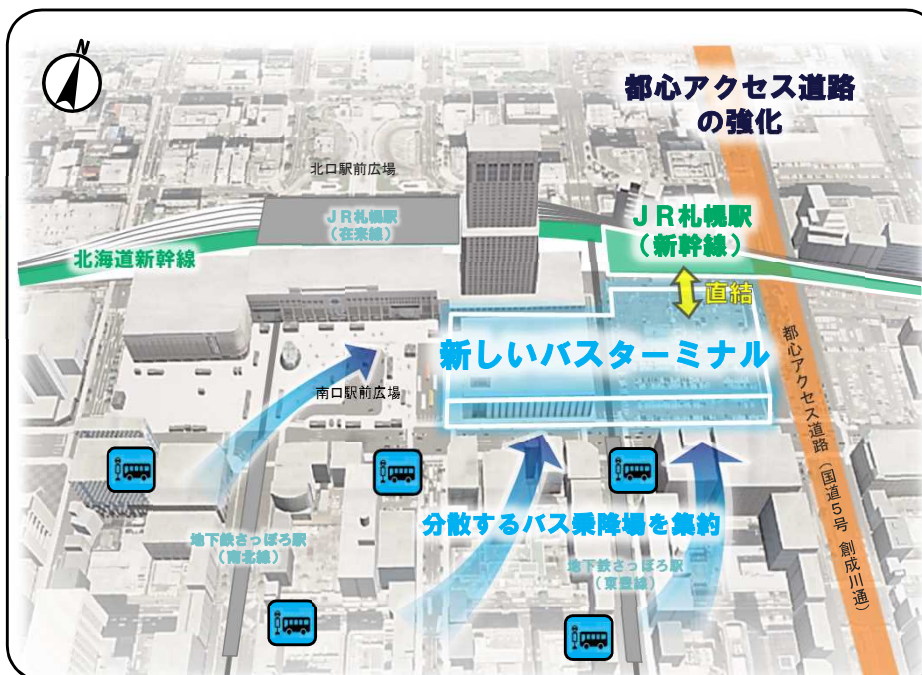 N
都心アクセス道路
の強化
北口駅前広場
JR札幌駅
(在来線)
JR札幌駅
(新幹線)
北海道新幹線
直結
新しいバスターミナル
南口駅前広場
都心アクセス道路(国道5号 創成川通)
分散するバス乗降場を集約
地下鉄さっぽろ駅
(南北線)
地下鉄さっぽろ駅
(東豊線)